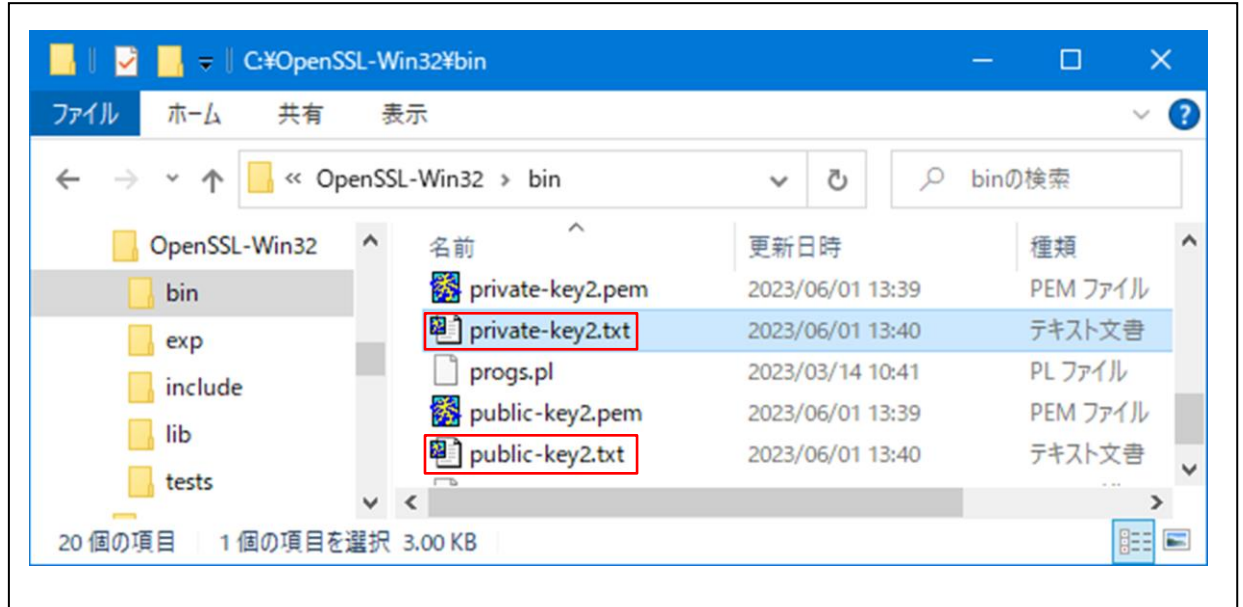 C:¥OpenSSL-Win32¥bin
ファイル ホーム 共有 表示
« OpenSSL-Win32 › bin binの検索
OpenSSL-Win32
bin
exp
include
lib
tests
名前 更新日時 種類
private-key2.pem 2023/06/01 13:39 PEM ファイル
private-key2.txt 2023/06/01 13:40 テキスト文書
progs.pl 2023/03/14 10:41 PL ファイル
public-key2.pem 2023/06/01 13:39 PEM ファイル
public-key2.txt 2023/06/01 13:40 テキスト文書
20 個の項目 1 個の項目を選択 3.00 KB